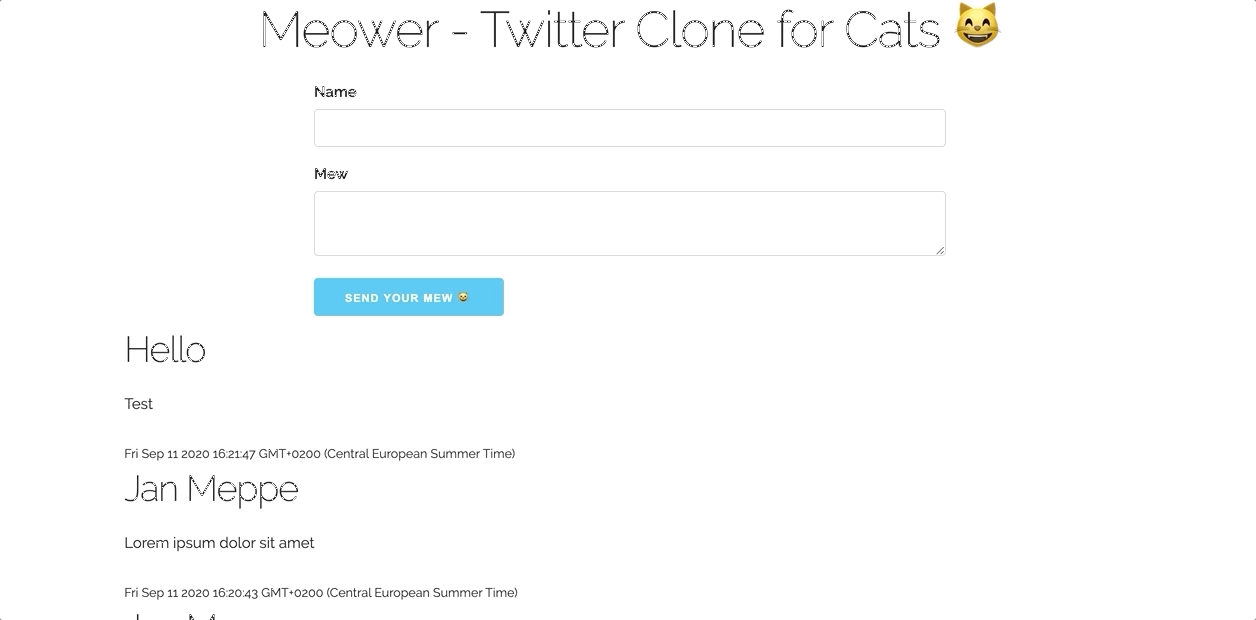 Meower - Twitter Clone for Cats 😸
Name
Mew
SEND YOUR MEW 😅
Hello
Test
Fri Sep 11 2020 16:21:47 GMT+0200 (Central European Summer Time)
Jan Meppe
Lorem ipsum dolor sit amet
Fri Sep 11 2020 16:20:43 GMT+0200 (Central European Summer Time)